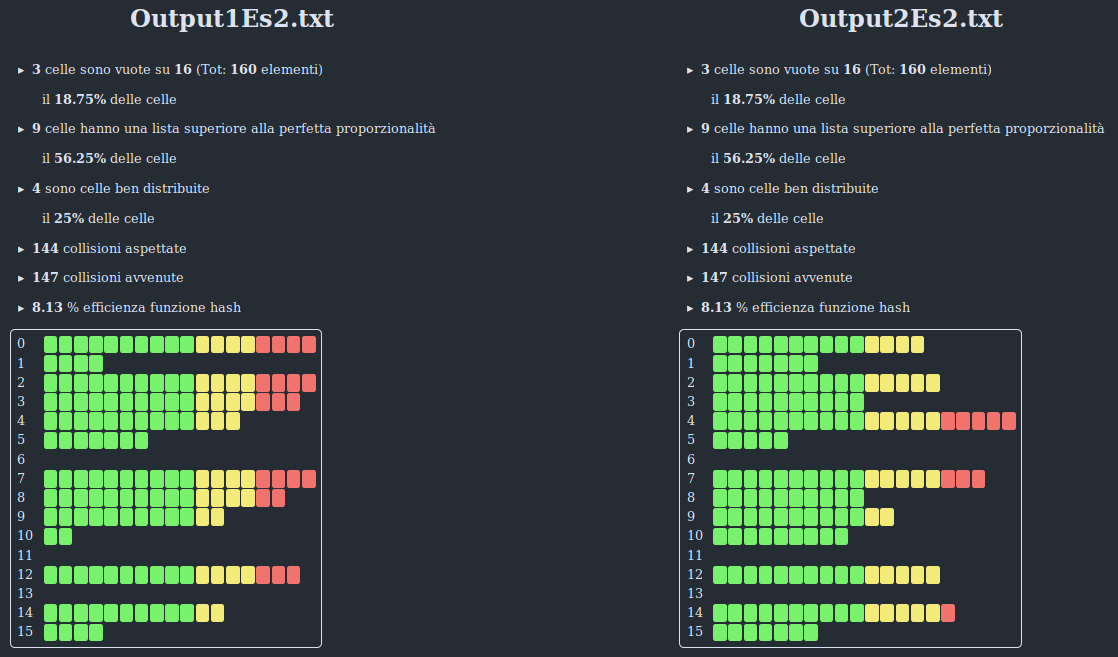 Output1Es2.txt
▸ 3 celle sono vuote su 16 (Tot: 160 elementi)
il 18.75% delle celle
▸ 9 celle hanno una lista superiore alla perfetta proporzionalità
il 56.25% delle celle
▸ 4 sono celle ben distribuite
il 25% delle celle
▸ 144 collisioni aspettate
▸ 147 collisioni avvenute
▸ 8.13 % efficienza funzione hash
0
1
2
3
4
5
6
7
8
9
10
11
12
13
14
15
Output2Es2.txt
▸ 3 celle sono vuote su 16 (Tot: 160 elementi)
il 18.75% delle celle
▸ 9 celle hanno una lista superiore alla perfetta proporzionalità
il 56.25% delle celle
▸ 4 sono celle ben distribuite
il 25% delle celle
▸ 144 collisioni aspettate
▸ 147 collisioni avvenute
▸ 8.13 % efficienza funzione hash
0
1
2
3
4
5
6
7
8
9
10
11
12
13
14
15